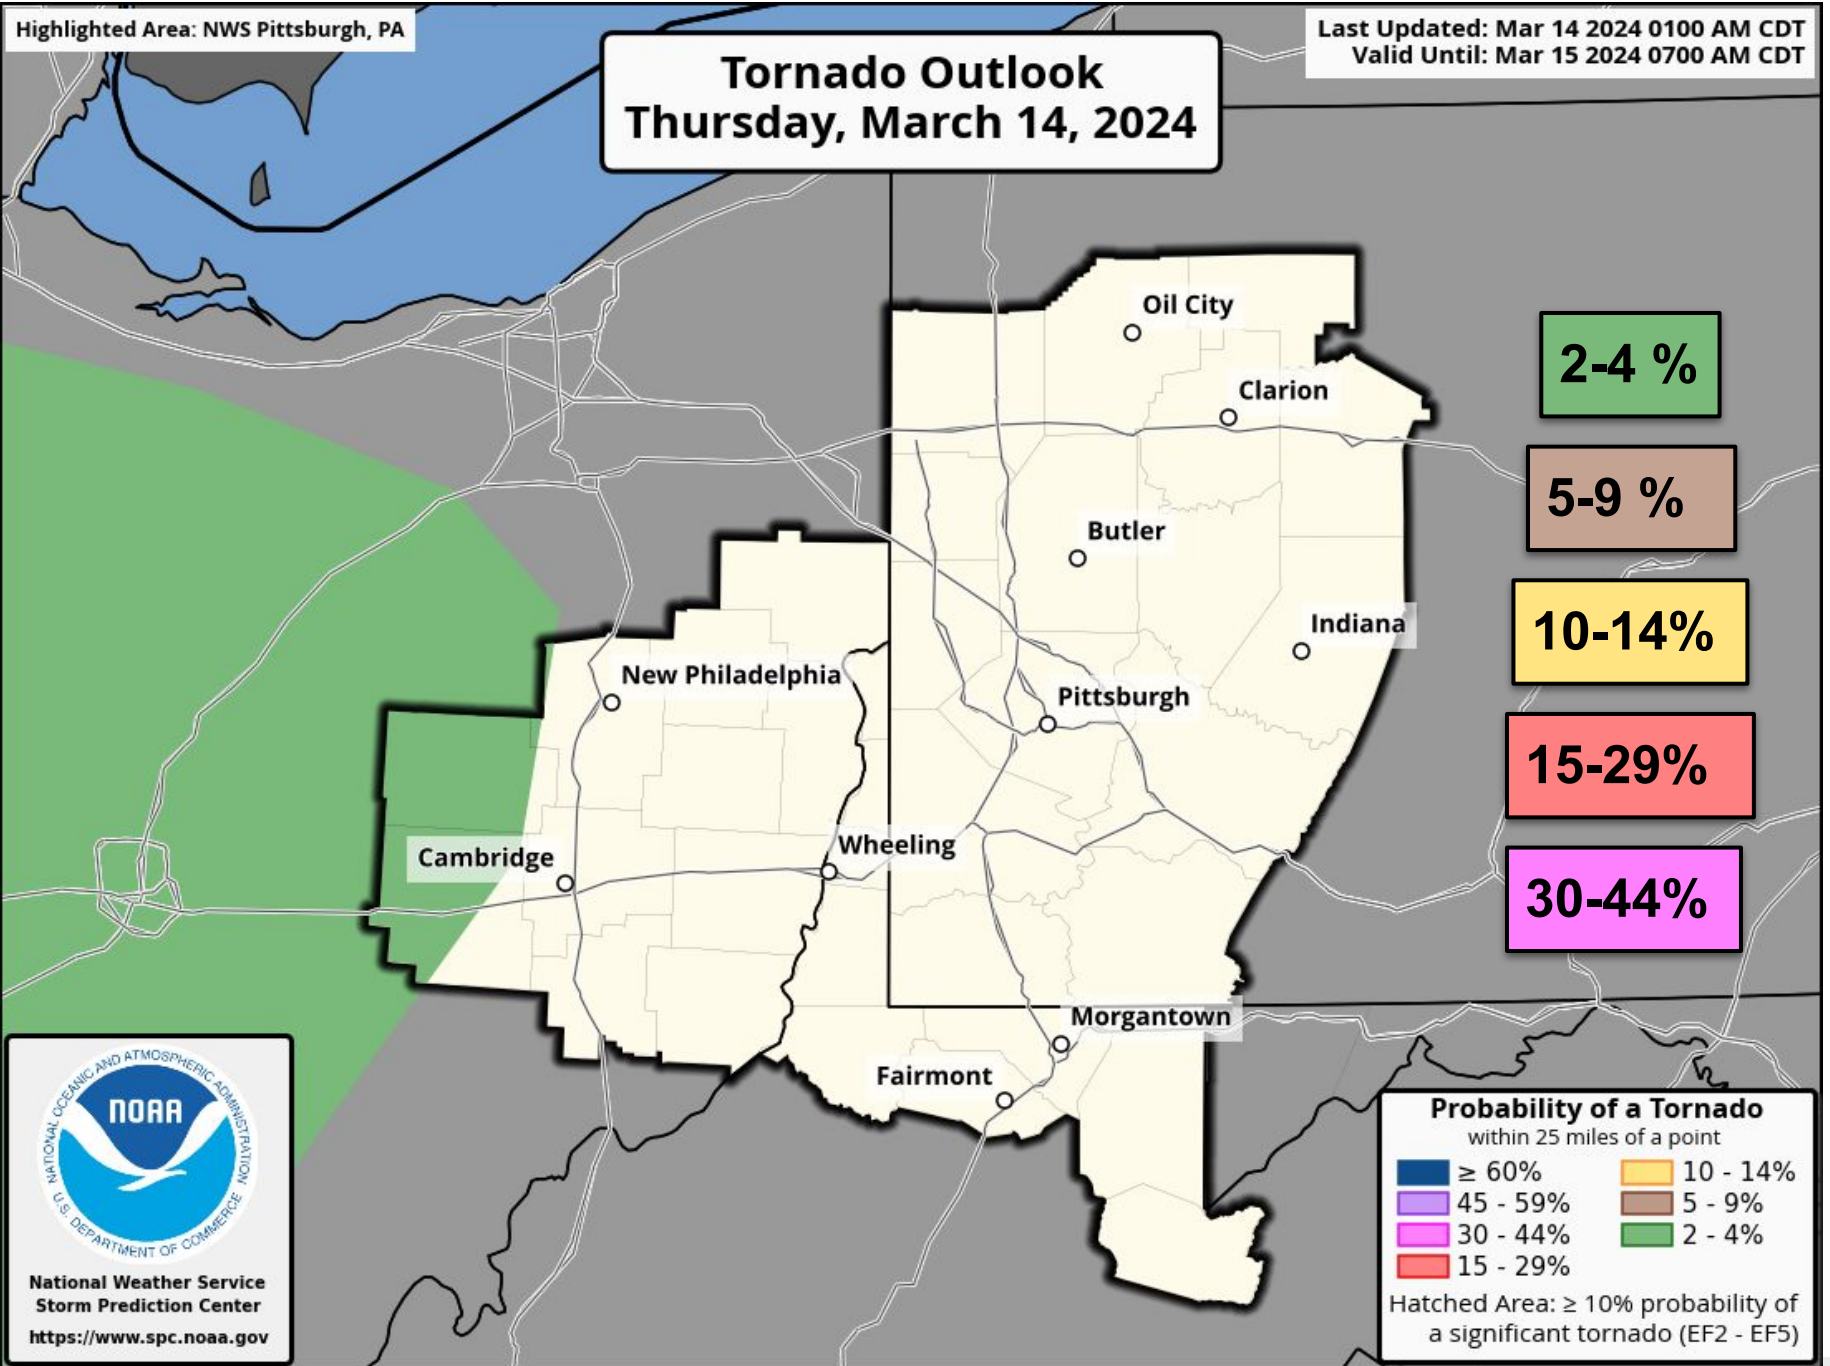 Highlighted Area: NWS Pittsburgh, PA
Last Updated: Mar 14 2024 0100 AM CDT
Valid Until: Mar 15 2024 0700 AM CDT
Tornado Outlook
Thursday, March 14, 2024
Oil City
Clarion
Butler
Indiana
New Philadelphia
Pittsburgh
Cambridge
Wheeling
Morgantown
Fairmont
2-4 %
5-9 %
10-14%
15-29%
30-44%
NATIONAL OCEANIC AND ATMOSPHERIC ADMINISTRATION
NOAA
U.S. DEPARTMENT OF COMMERCE
National Weather Service
Storm Prediction Center
https://www.spc.noaa.gov
Probability of a Tornado
within 25 miles of a point
≥ 60%
45 - 59%
30 - 44%
15 - 29%
10 - 14%
5 - 9%
2 - 4%
Hatched Area: ≥ 10% probability of
a significant tornado (EF2 - EF5)